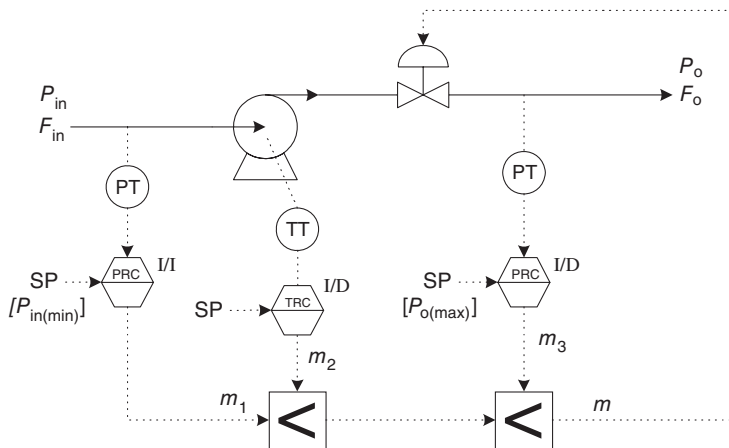 P_o
P_in
F_o
F_in
PT
PT
TT
I/I
I/D
SP
PRC
I/D
SP
PRC
[P_in(min)]
SP
TRC
[P_o(max)]
m_3
m_2
m_1
<
<
m